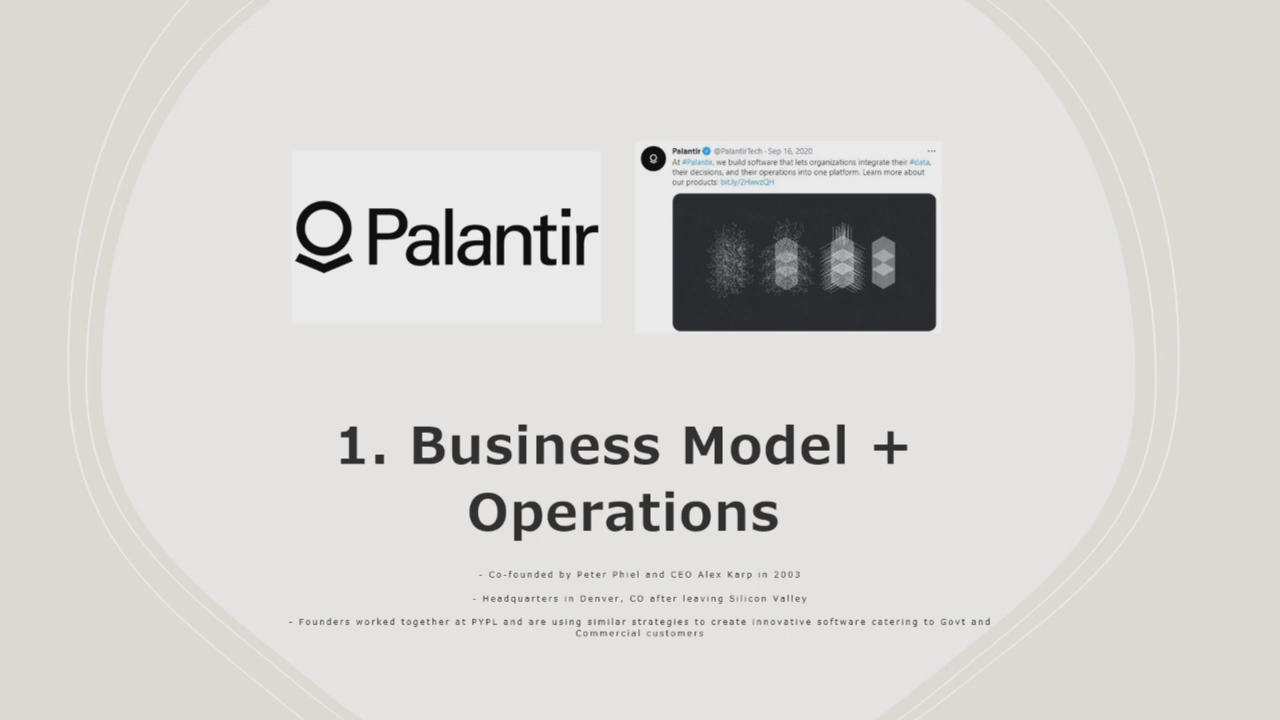 Palantir
Palantir @PalantirTech · Sep 16, 2020
At #Palantir, we build software that lets organizations integrate their #data,
their decisions, and their operations into one platform. Learn more about
our products: bit.ly/2HwvzQH
1. Business Model +
Operations
- Co-founded by Peter Phiel and CEO Alex Karp in 2003
- Headquarters in Denver, CO after leaving Silicon Valley
- Founders worked together at PYPL and are using similar strategies to create innovative software catering to Govt and
Commercial customers